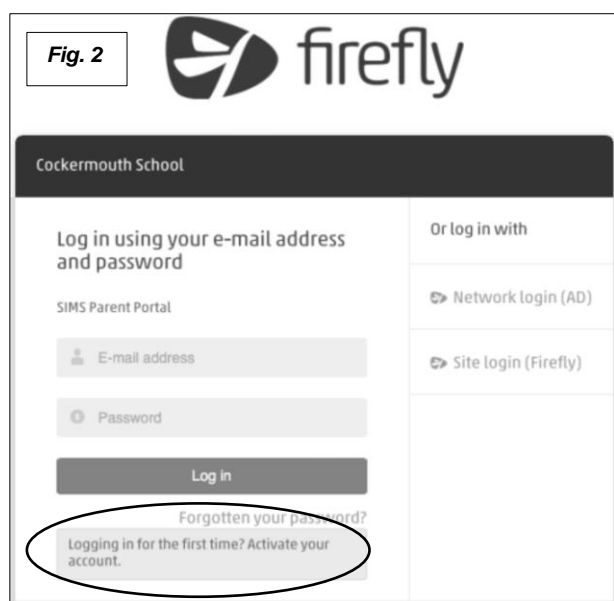 Fig. 2
firefly
Cockermouth School
Log in using your e-mail address
and password
SIMS Parent Portal
E-mail address
Password
Log in
Forgotten your password?
Logging in for the first time? Activate your
account.
Or log in with
Network login (AD)
Site login (Firefly)